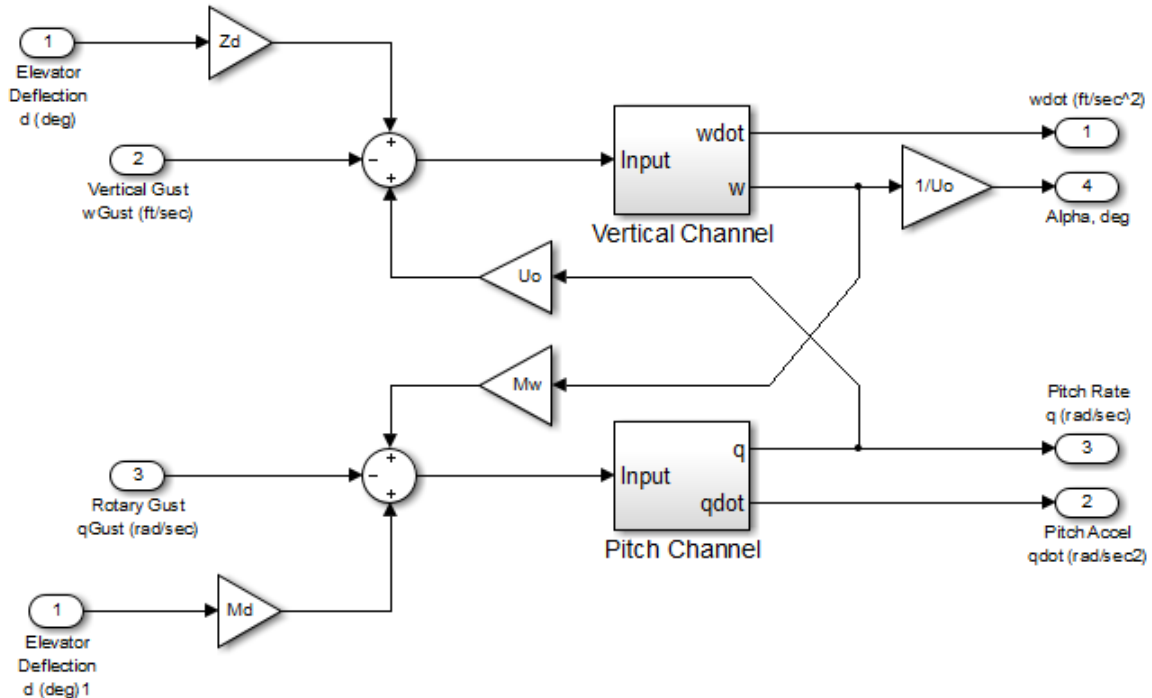 1
Elevator
Deflection
d (deg)
Zd
2
Vertical Gust
wGust (ft/sec)
+
−
+
Input
wdot
w
Vertical Channel
wdot (ft/sec^2)
1
1/Uo
4
Alpha, deg
Uo
Mw
3
Rotary Gust
qGust (rad/sec)
+
−
+
Input
q
qdot
Pitch Channel
Pitch Rate
q (rad/sec)
3
2
Pitch Accel
qdot (rad/sec2)
1
Elevator
Deflection
d (deg)1
Md